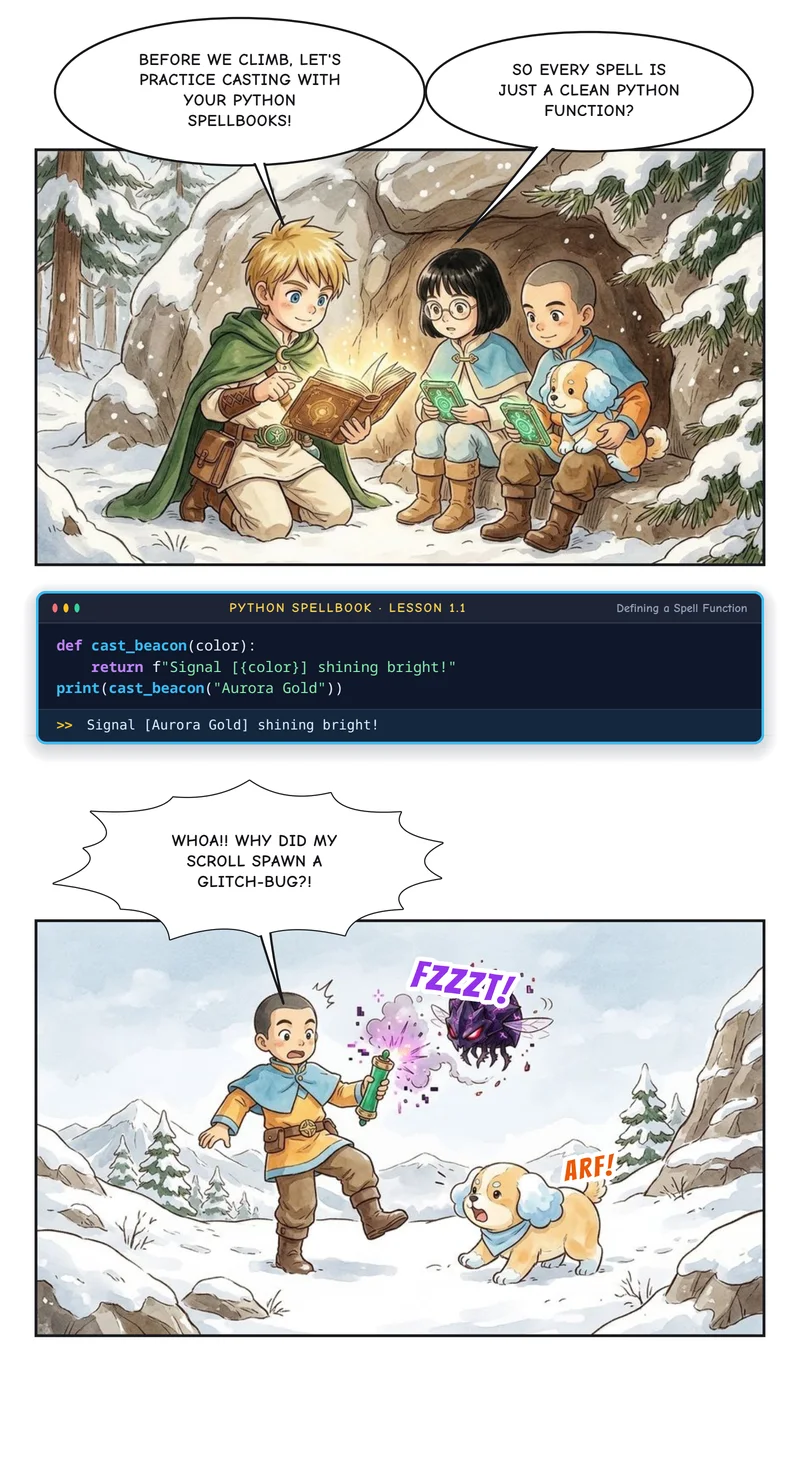 BEFORE WE CLIMB, LET'S
PRACTICE CASTING WITH
YOUR PYTHON
SPELLBOOKS!
SO EVERY SPELL IS
JUST A CLEAN PYTHON
FUNCTION?
PYTHON SPELLBOOK · LESSON 1.1
Defining a Spell Function
def cast_beacon(color):
    return f"Signal [{color}] shining bright!"
print(cast_beacon("Aurora Gold"))
>> Signal [Aurora Gold] shining bright!
WHOA!! WHY DID MY
SCROLL SPAWN A
GLITCH-BUG?!
FZZZT!
ARF!